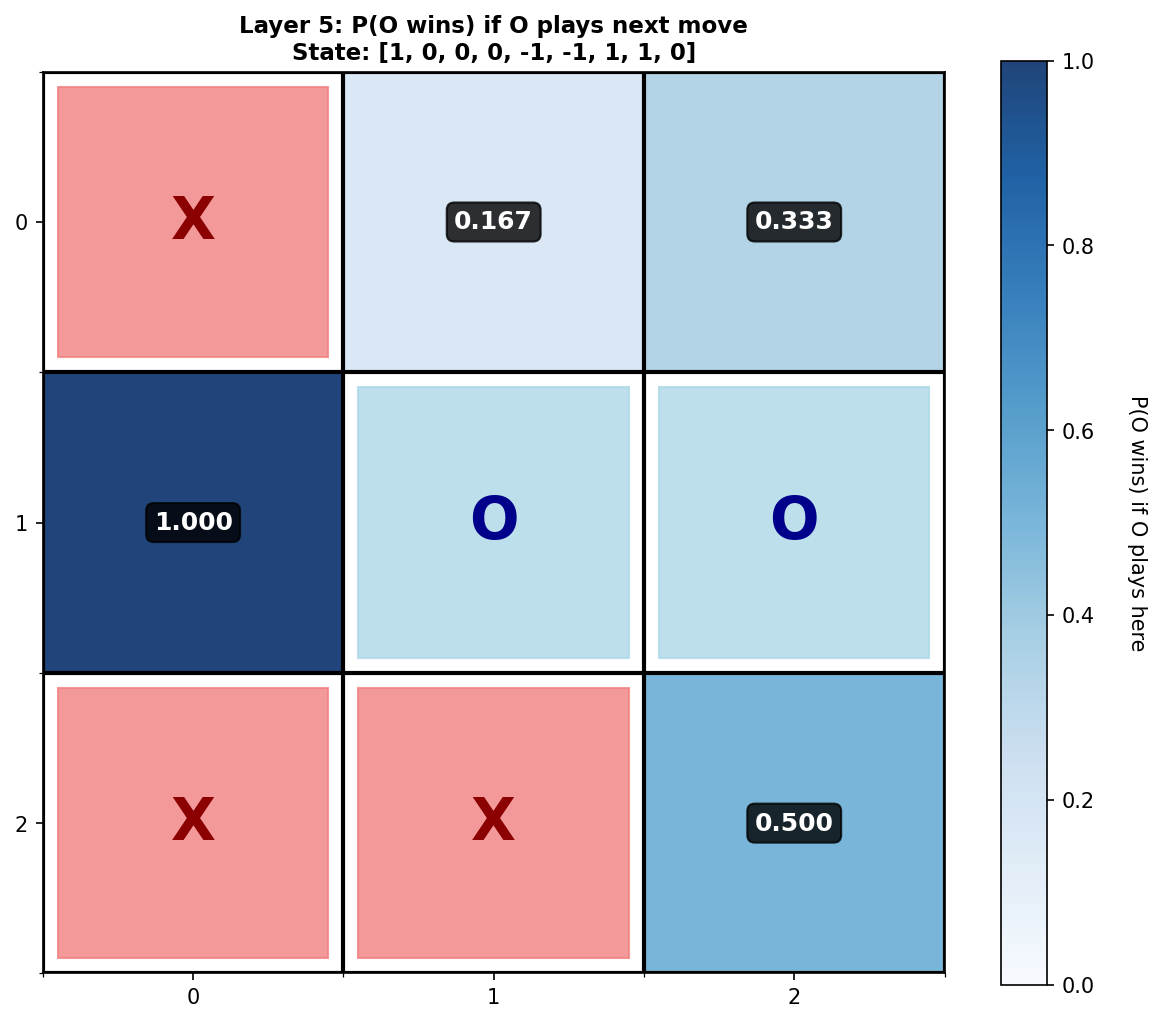 Layer 5: P(O wins) if O plays next move
State: [1, 0, 0, 0, -1, -1, 1, 1, 0]
0
X
0.167
0.333
1
1.000
O
O
2
X
X
0.500
0
1
2
1.0
0.8
0.6
0.4
0.2
0.0
P(O wins) if O plays here